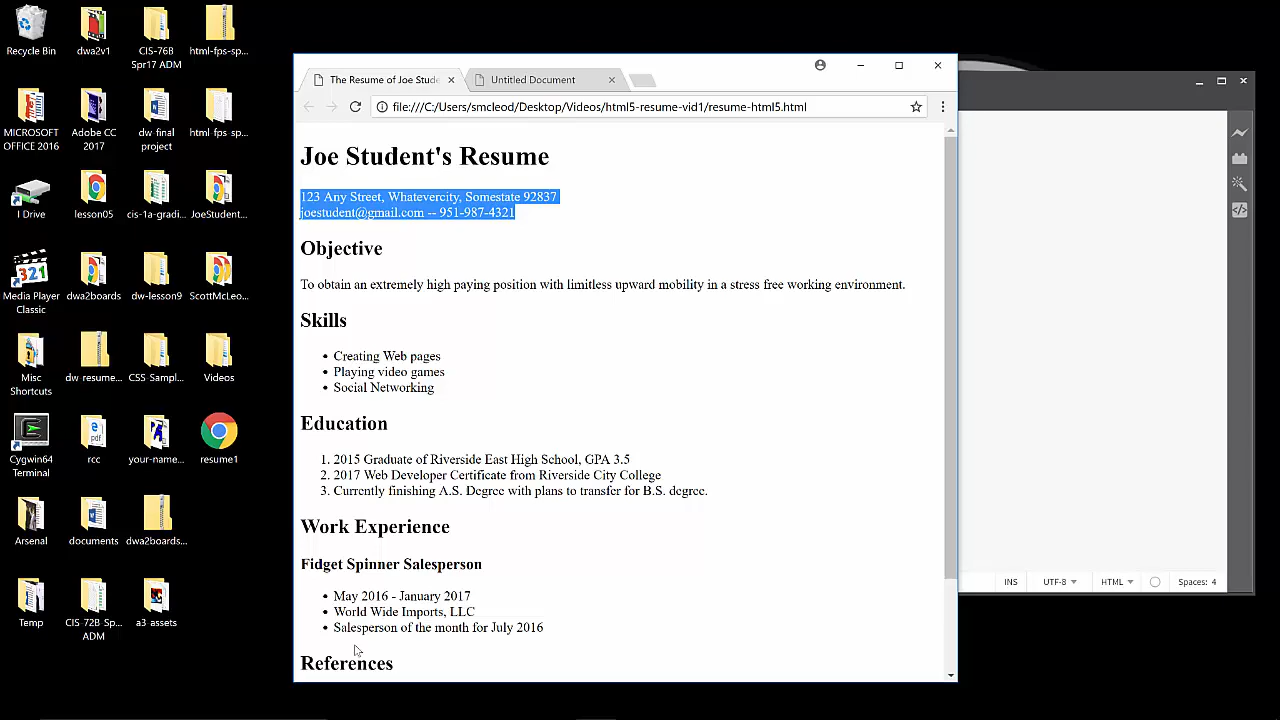 Recycle Bin
dwa2v1
CIS-76B
Spr17 ADM
html-fps-sp...
MICROSOFT
OFFICE 2016
Adobe CC
2017
dw-final
project
html-fps-sp...
I Drive
lesson05
cis-1a-gradi...
JoeStudent...
Media Player
Classic
dwa2boards
dw-lesson9
ScottMcLeo...
Misc
Shortcuts
dw-resume...
CSS-Sampl...
Videos
Cygwin64
Terminal
rcc
your-name...
resume1
Arsenal
documents
dwa2boards...
Temp
CIS-72B-Sp...
ADM
a3-assets
The Resume of Joe Stude
Untitled Document
file:///C:/Users/smcleod/Desktop/Videos/html5-resume-vid1/resume-html5.html
Joe Student's Resume
123 Any Street, Whatevercity, Somestate 92837
joestudent@gmail.com -- 951-987-4321
Objective
To obtain an extremely high paying position with limitless upward mobility in a stress free working environment.
Skills
• Creating Web pages
• Playing video games
• Social Networking
Education
1. 2015 Graduate of Riverside East High School, GPA 3.5
2. 2017 Web Developer Certificate from Riverside City College
3. Currently finishing A.S. Degree with plans to transfer for B.S. degree.
Work Experience
Fidget Spinner Salesperson
• May 2016 - January 2017
• World Wide Imports, LLC
• Salesperson of the month for July 2016
References
INS
UTF-8
HTML
Spaces: 4